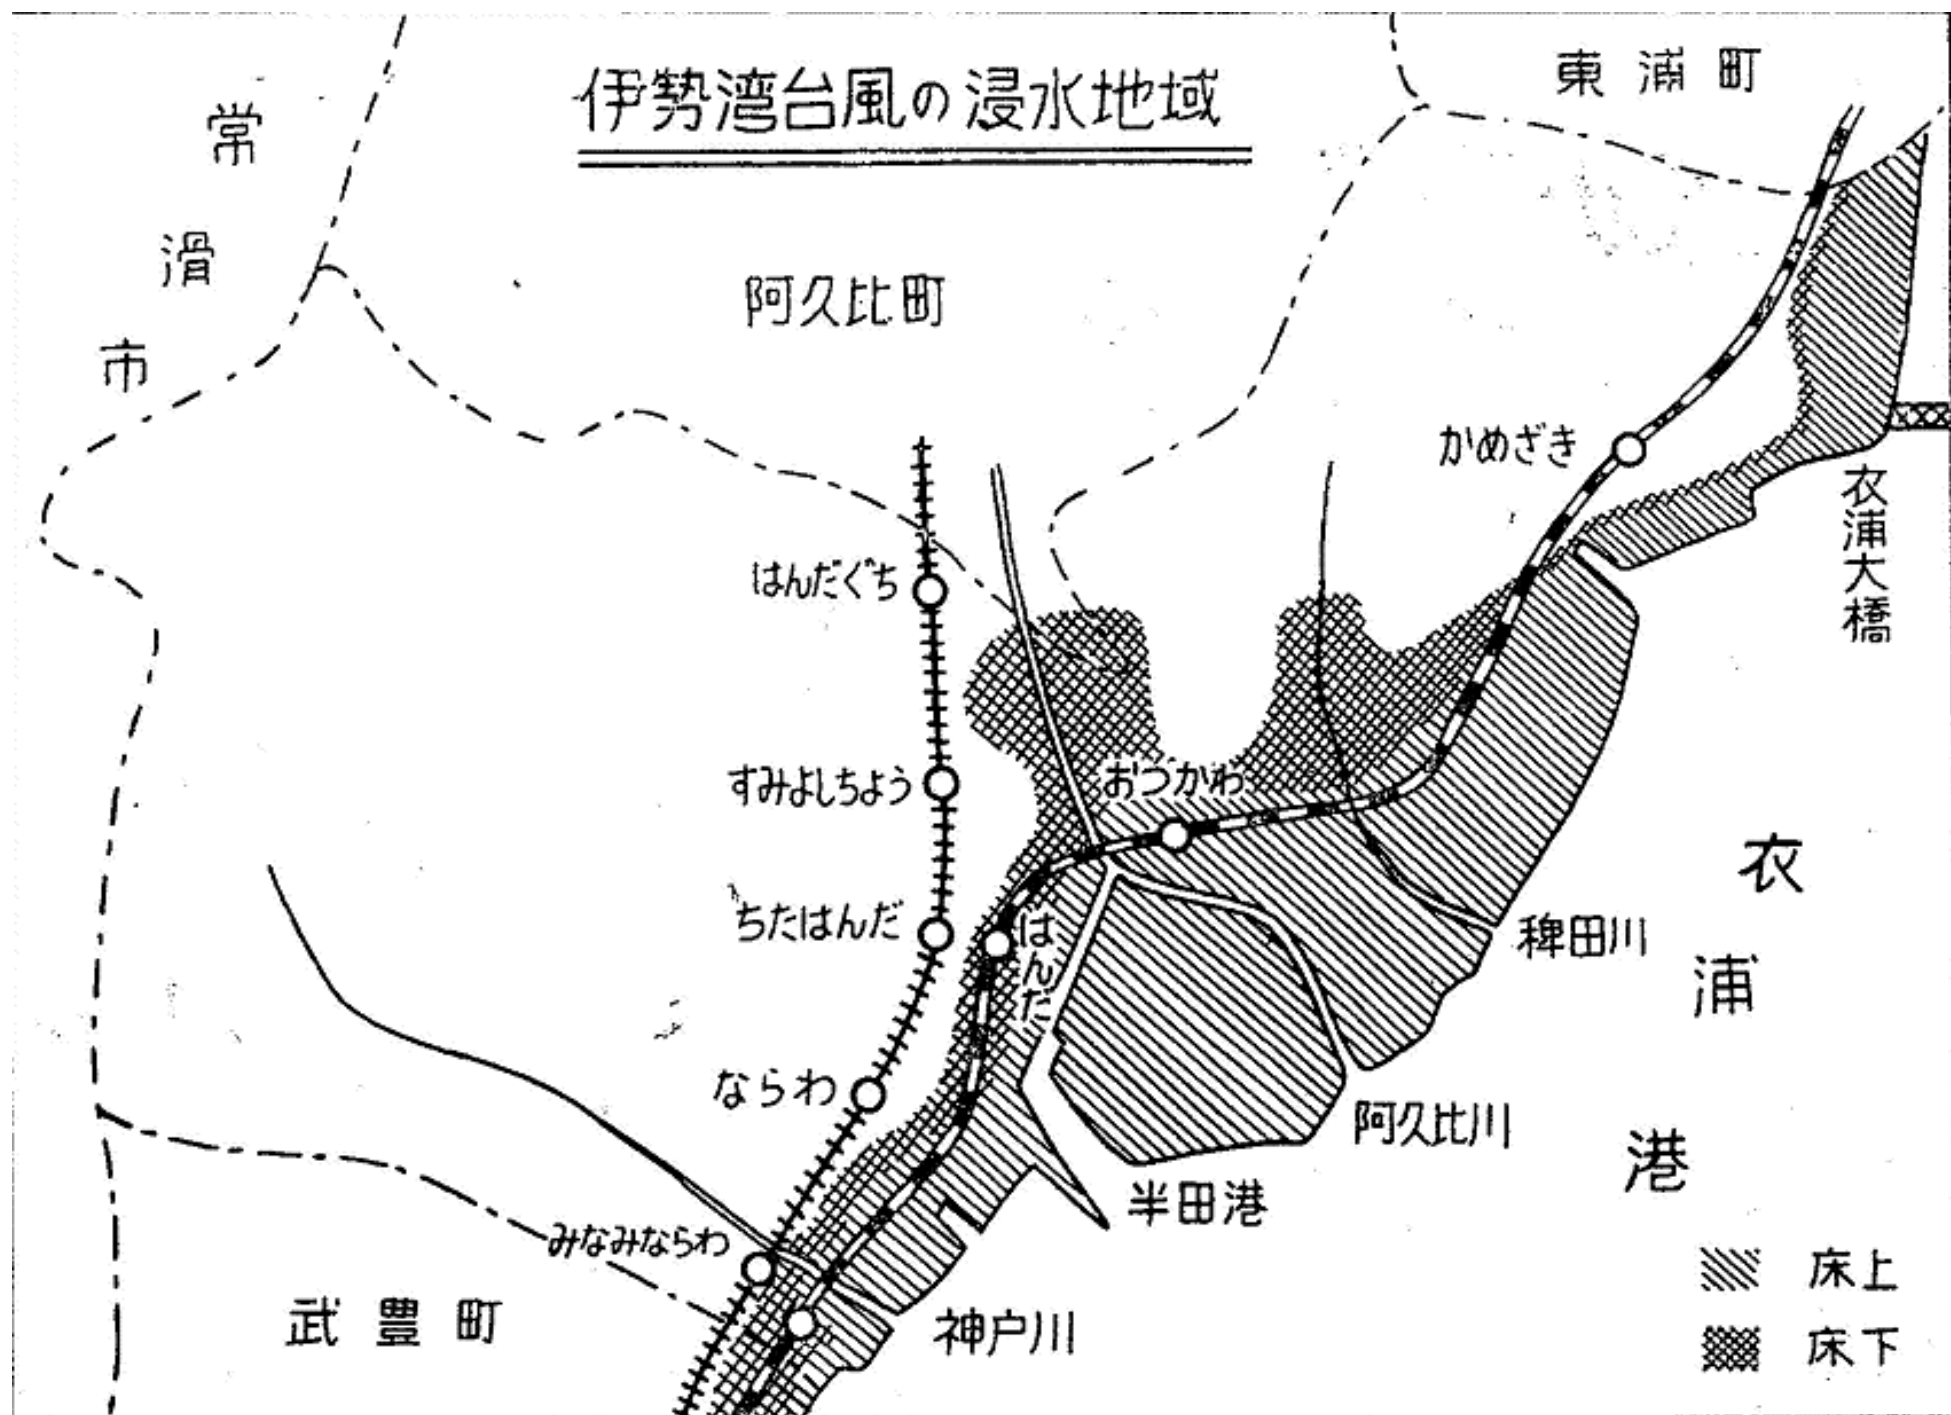 伊勢湾台風の浸水地域
東浦町
常滑市
阿久比町
かめざき
衣浦大橋
はんだぐち
すみよしちよう
おつかわ
ちたはんだ
はんだ
稗田川
衣浦港
ならわ
阿久比川
半田港
みなみならわ
神戸川
武豊町
床上
床下